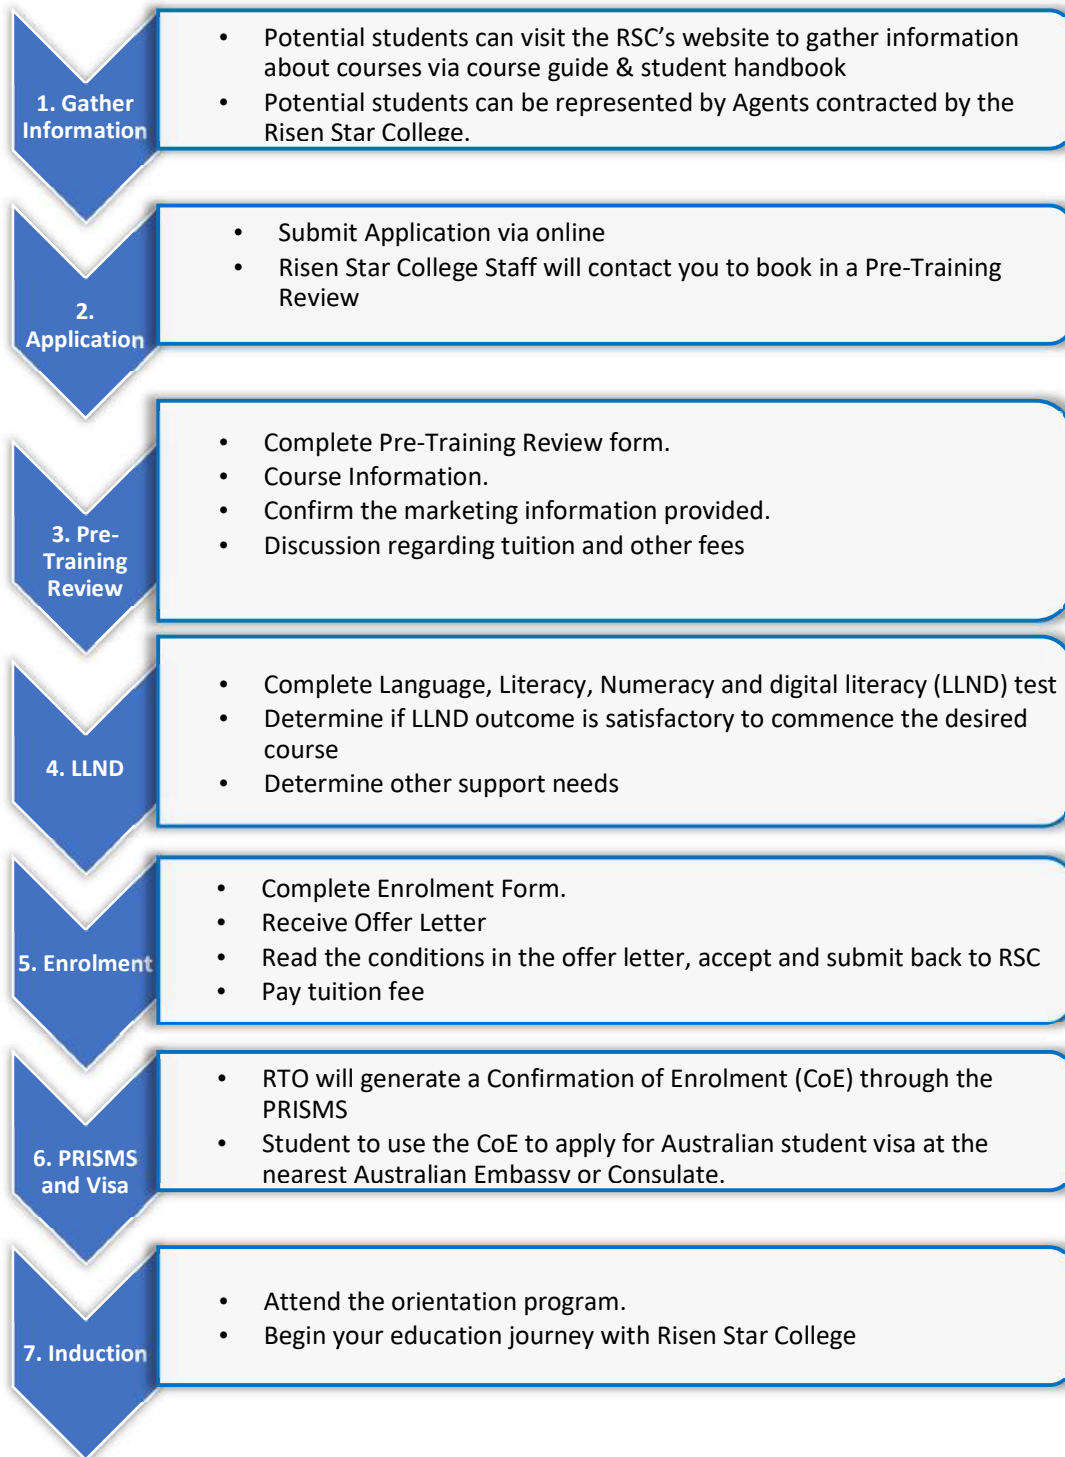 1. Gather
Information
• Potential students can visit the RSC’s website to gather information
about courses via course guide & student handbook
• Potential students can be represented by Agents contracted by the
Risen Star College.
2.
Application
• Submit Application via online
• Risen Star College Staff will contact you to book in a Pre-Training
Review
3. Pre-
Training
Review
• Complete Pre-Training Review form.
• Course Information.
• Confirm the marketing information provided.
• Discussion regarding tuition and other fees
4. LLND
• Complete Language, Literacy, Numeracy and digital literacy (LLND) test
• Determine if LLND outcome is satisfactory to commence the desired
course
• Determine other support needs
5. Enrolment
• Complete Enrolment Form.
• Receive Offer Letter
• Read the conditions in the offer letter, accept and submit back to RSC
• Pay tuition fee
6. PRISMS
and Visa
• RTO will generate a Confirmation of Enrolment (CoE) through the
PRISMS
• Student to use the CoE to apply for Australian student visa at the
nearest Australian Embassy or Consulate.
7. Induction
• Attend the orientation program.
• Begin your education journey with Risen Star College